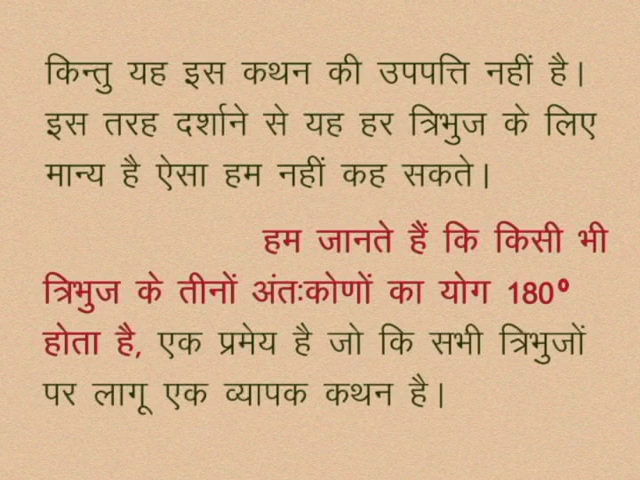 किन्तु यह इस कथन की उपपत्ति नहीं है।
इस तरह दर्शाने से यह हर त्रिभुज के लिए
मान्य है ऐसा हम नहीं कह सकते।
हम जानते हैं कि किसी भी
त्रिभुज के तीनों अंतःकोणों का योग 180⁰
होता है, एक प्रमेय है जो कि सभी त्रिभुजों
पर लागू एक व्यापक कथन है।